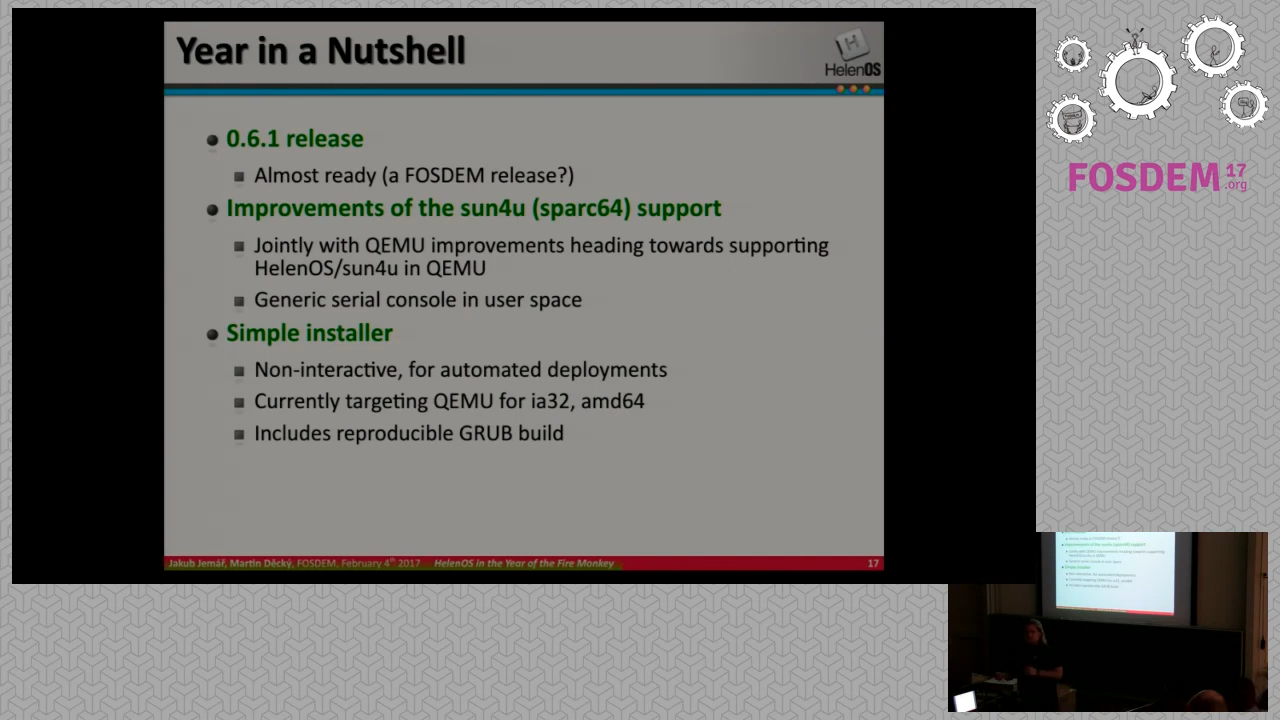 Year in a Nutshell
HelenOS
0.6.1 release
Almost ready (a FOSDEM release?)
Improvements of the sun4u (sparc64) support
Jointly with QEMU improvements heading towards supporting
HelenOS/sun4u in QEMU
Generic serial console in user space
Simple installer
Non-interactive, for automated deployments
Currently targeting QEMU for ia32, amd64
Includes reproducible GRUB build
Jakub Jemář, Martin Děcký, FOSDEM, February 4th 2017 HelenOS in the Year of the Fire Monkey 17
FOSDEM 17
.org